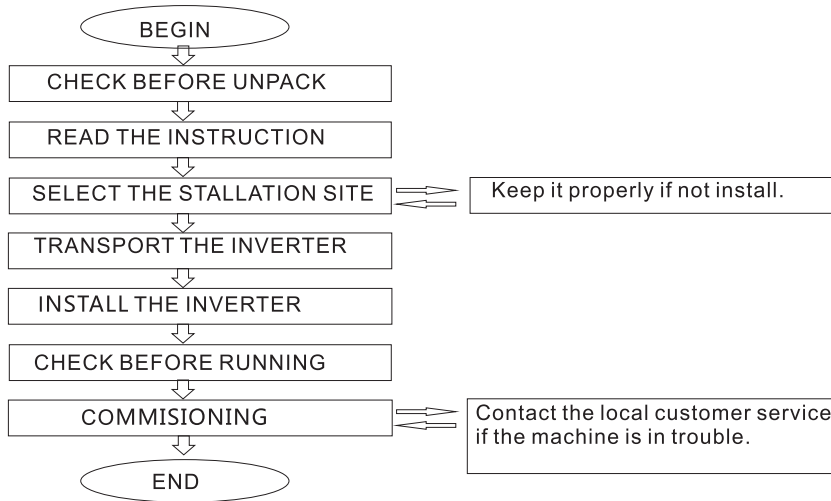 BEGIN
CHECK BEFORE UNPACK
READ THE INSTRUCTION
SELECT THE STALLATION SITE
Keep it properly if not install.
TRANSPORT THE INVERTER
INSTALL THE INVERTER
CHECK BEFORE RUNNING
COMMISIONING
Contact the local customer service
if the machine is in trouble.
END